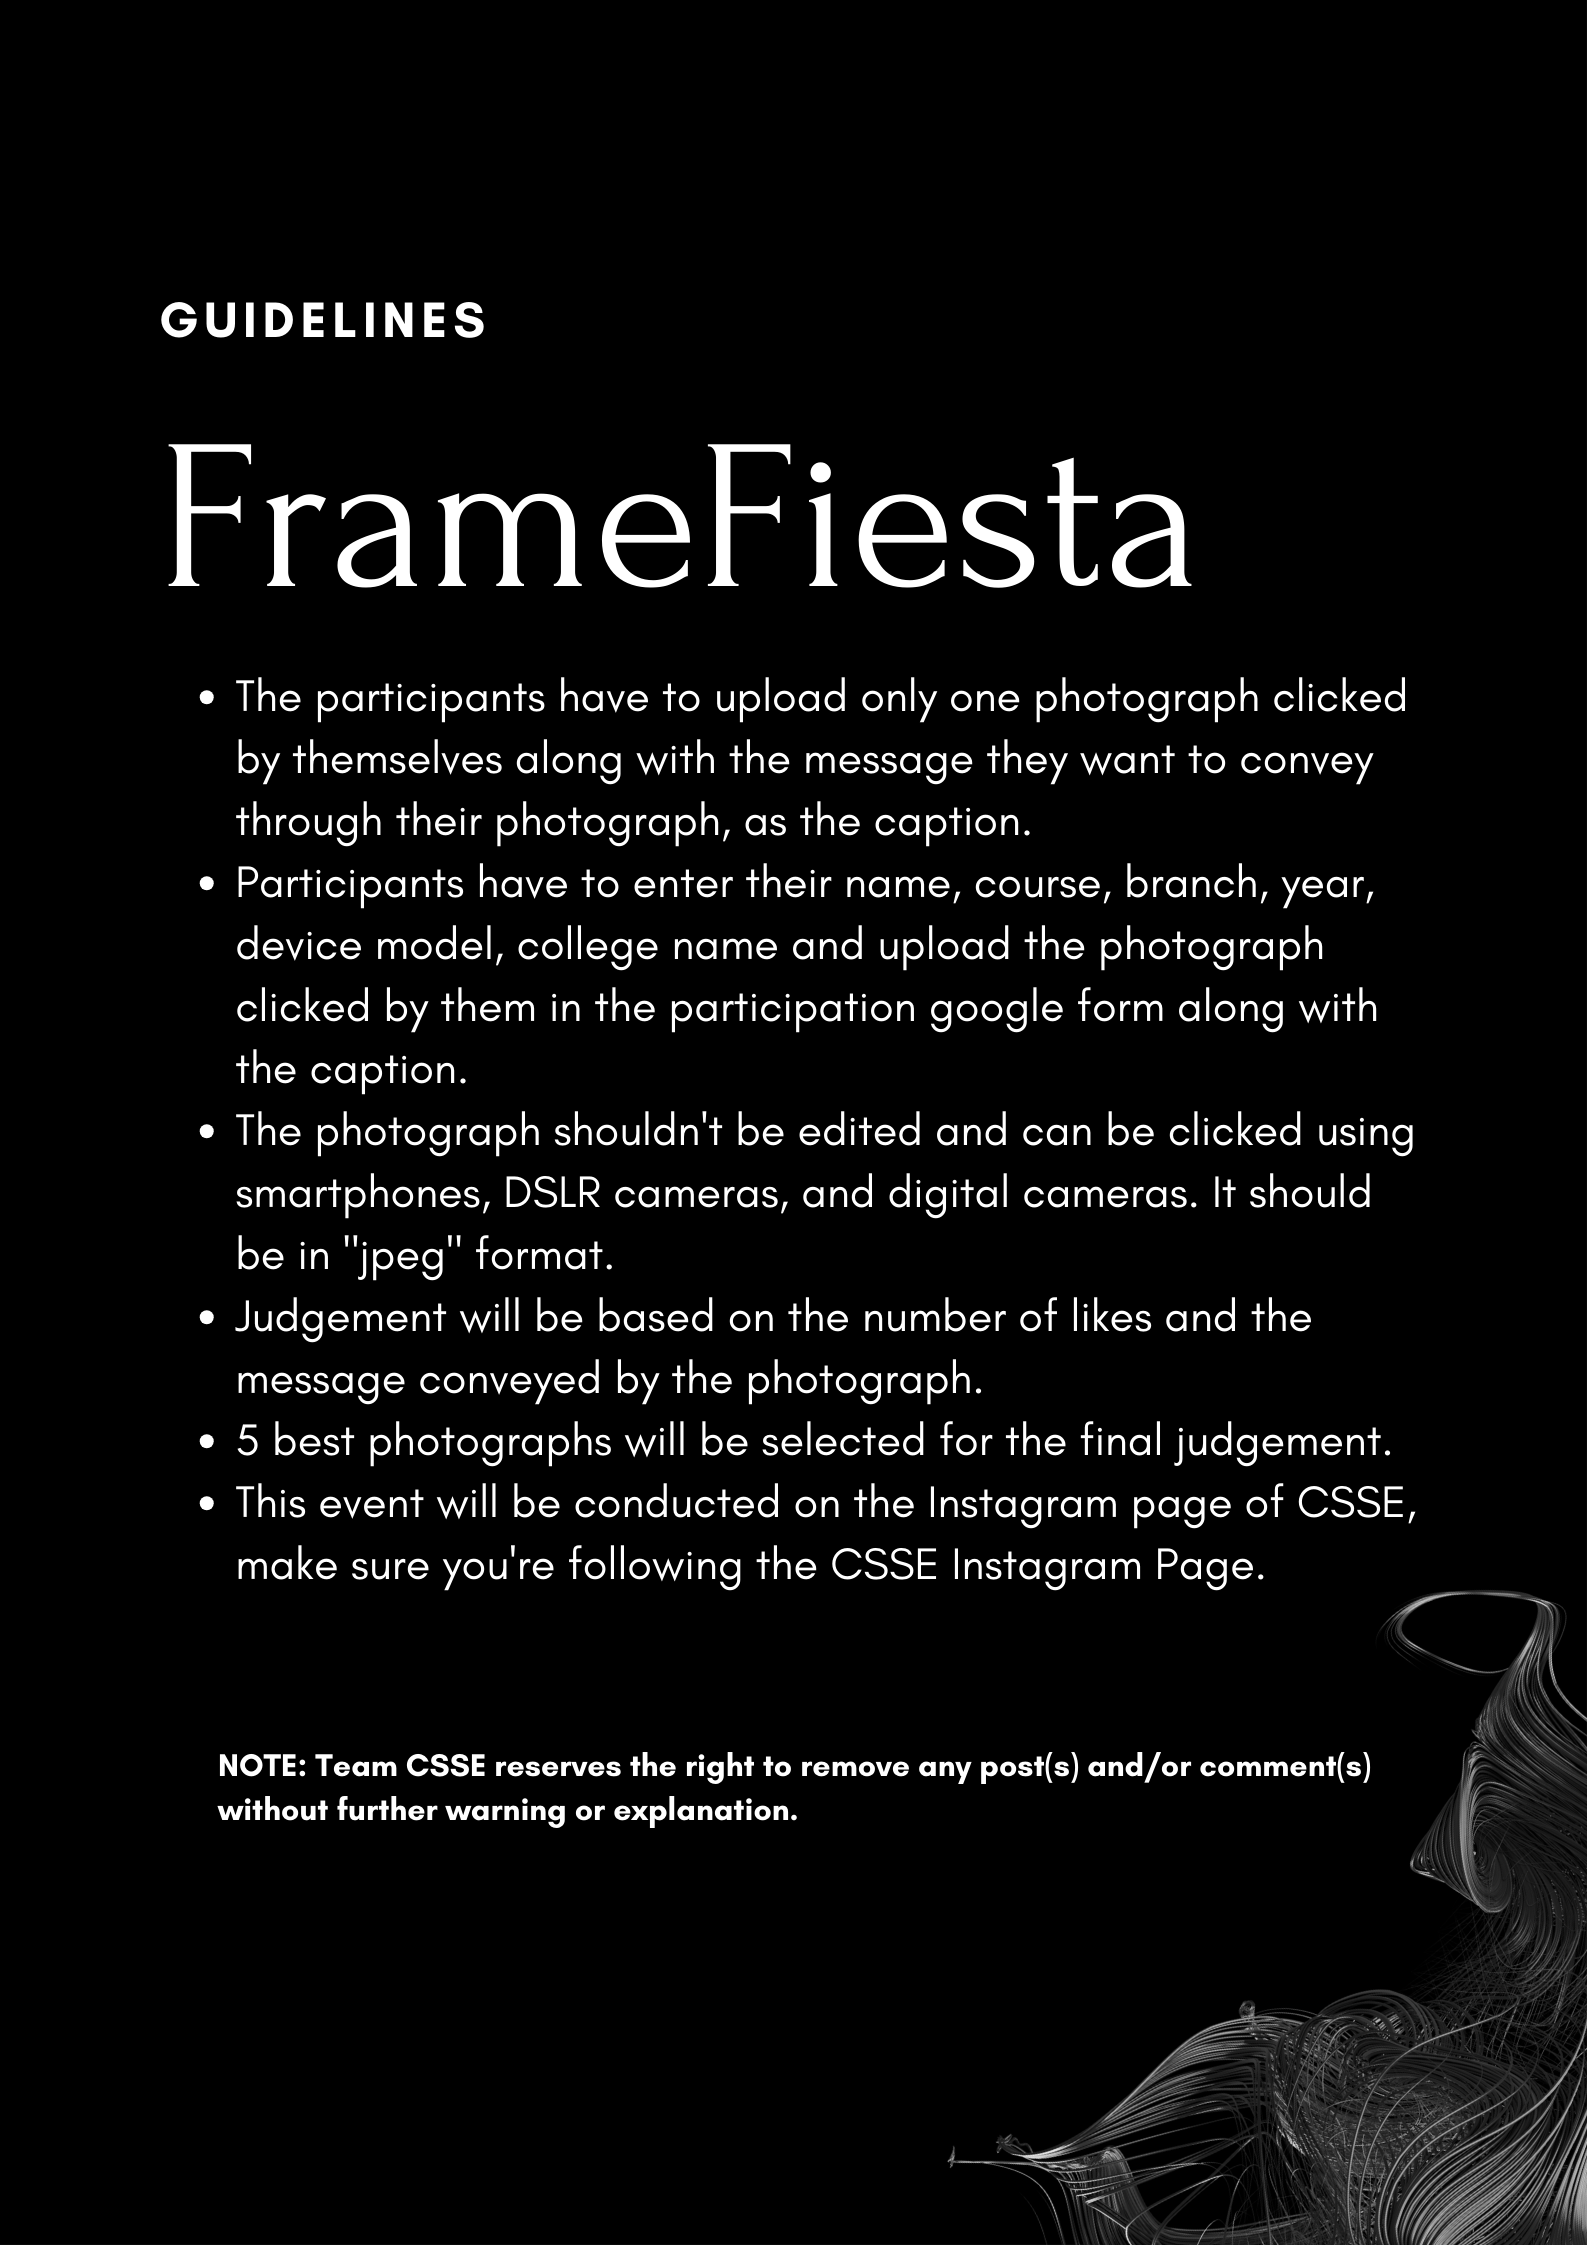 GUIDELINES
FrameFiesta
• The participants have to upload only one photograph clicked
by themselves along with the message they want to convey
through their photograph, as the caption.
• Participants have to enter their name, course, branch, year,
device model, college name and upload the photograph
clicked by them in the participation google form along with
the caption.
• The photograph shouldn't be edited and can be clicked using
smartphones, DSLR cameras, and digital cameras. It should
be in "jpeg" format.
• Judgement will be based on the number of likes and the
message conveyed by the photograph.
• 5 best photographs will be selected for the final judgement.
• This event will be conducted on the Instagram page of CSSE,
make sure you're following the CSSE Instagram Page.
NOTE: Team CSSE reserves the right to remove any post(s) and/or comment(s)
without further warning or explanation.